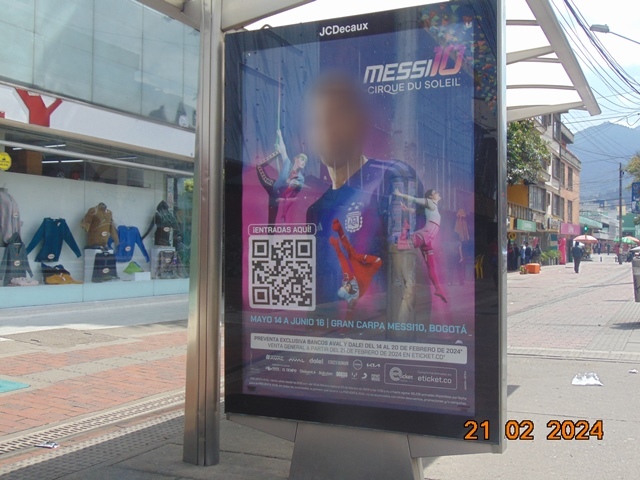 JCDecaux
MESSI10
CIRQUE DU SOLEIL
¡ENTRADAS AQUÍ!
MAYO 14 A JUNIO 16 | GRAN CARPA MESSI10, BOGOTÁ
PREVENTA EXCLUSIVA BANCOS AVAL Y DALE! DEL 14 AL 20 DE FEBRERO DE 2024*
VENTA GENERAL A PARTIR DEL 21 DE FEBRERO DE 2024 EN ETICKET.CO*
eticket
eticket.co
Y
21 02 2024